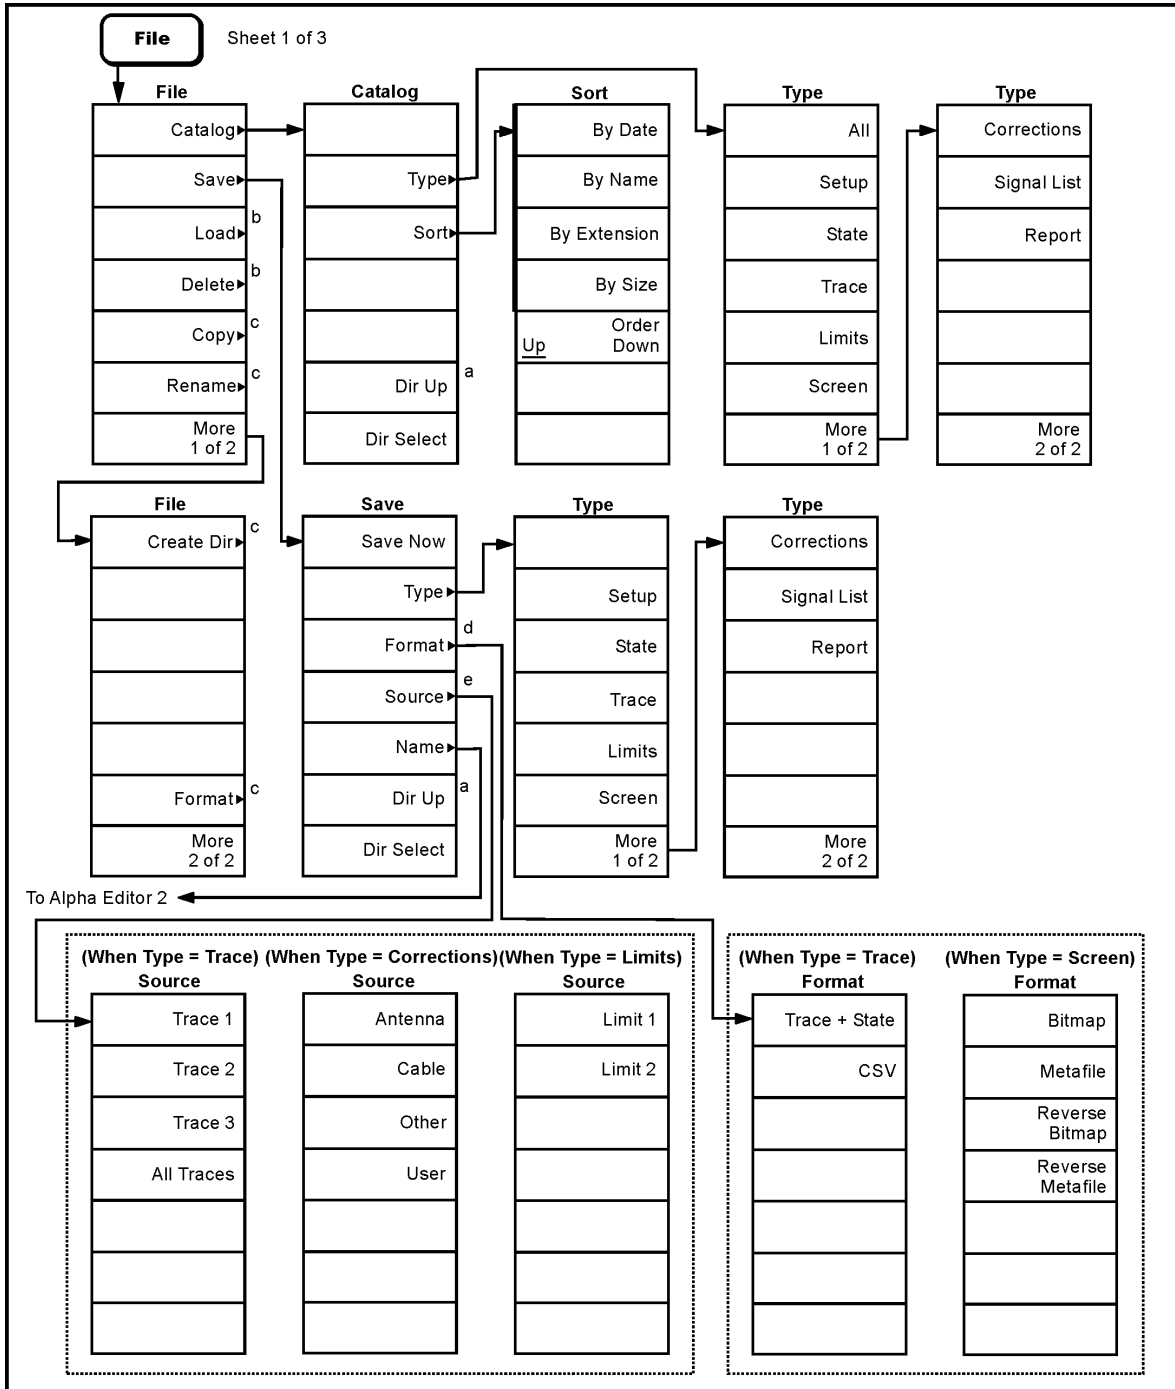 File
Sheet 1 of 3
File
Catalog
Save
b
Load
b
Delete
c
Copy
c
Rename
More
1 of 2
Catalog
Type
Sort
a
Dir Up
Dir Select
Sort
By Date
By Name
By Extension
By Size
Order
Up Down
Type
All
Setup
State
Trace
Limits
Screen
More
1 of 2
Type
Corrections
Signal List
Report
More
2 of 2
File
c
Create Dir
c
Format
More
2 of 2
Save
Save Now
Type
d
Format
e
Source
Name
a
Dir Up
Dir Select
Type
Setup
State
Trace
Limits
Screen
More
1 of 2
Type
Corrections
Signal List
Report
More
2 of 2
To Alpha Editor 2
(When Type = Trace)
Source
Trace 1
Trace 2
Trace 3
All Traces
(When Type = Corrections)
Source
Antenna
Cable
Other
User
(When Type = Limits)
Source
Limit 1
Limit 2
(When Type = Trace)
Format
Trace + State
CSV
(When Type = Screen)
Format
Bitmap
Metafile
Reverse
Bitmap
Reverse
Metafile